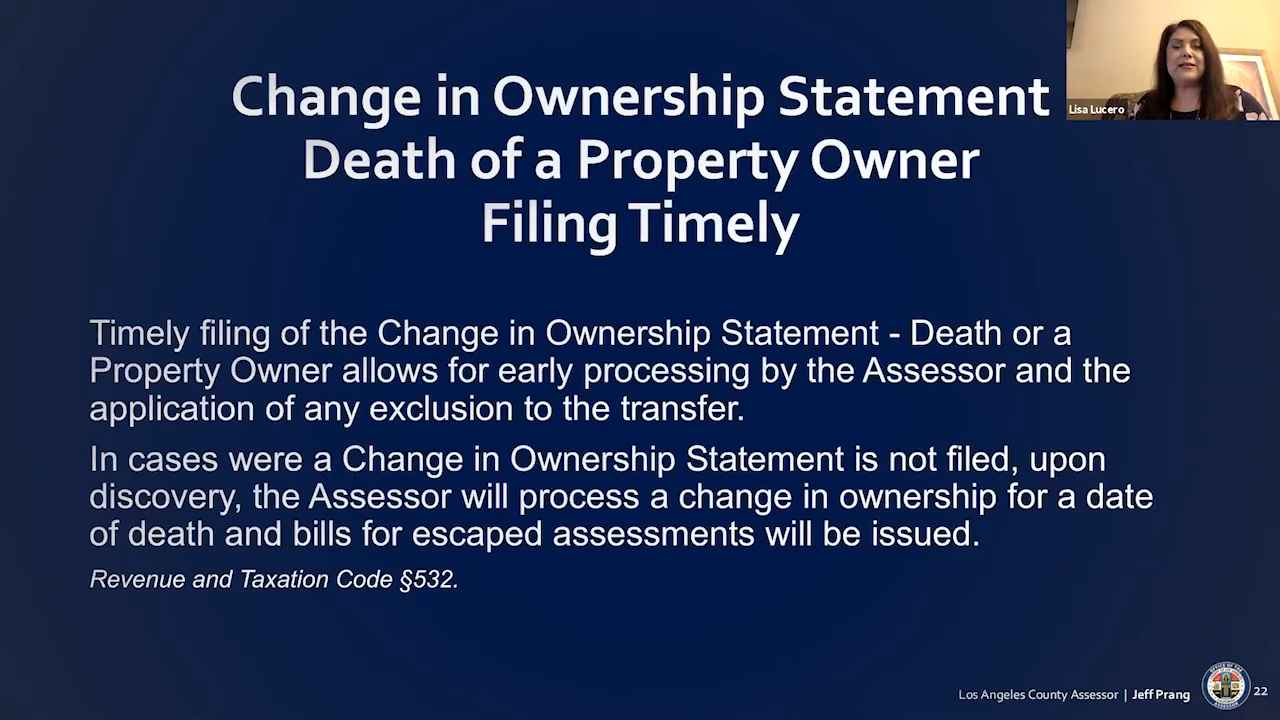 Change in Ownership Statement
Death of a Property Owner
Filing Timely
Lisa Lucero
Timely filing of the Change in Ownership Statement - Death or a
Property Owner allows for early processing by the Assessor and the
application of any exclusion to the transfer.
In cases were a Change in Ownership Statement is not filed, upon
discovery, the Assessor will process a change in ownership for a date
of death and bills for escaped assessments will be issued.
Revenue and Taxation Code §532.
Los Angeles County Assessor | Jeff Prang
OFFICE OF THE
ASSESSOR
22